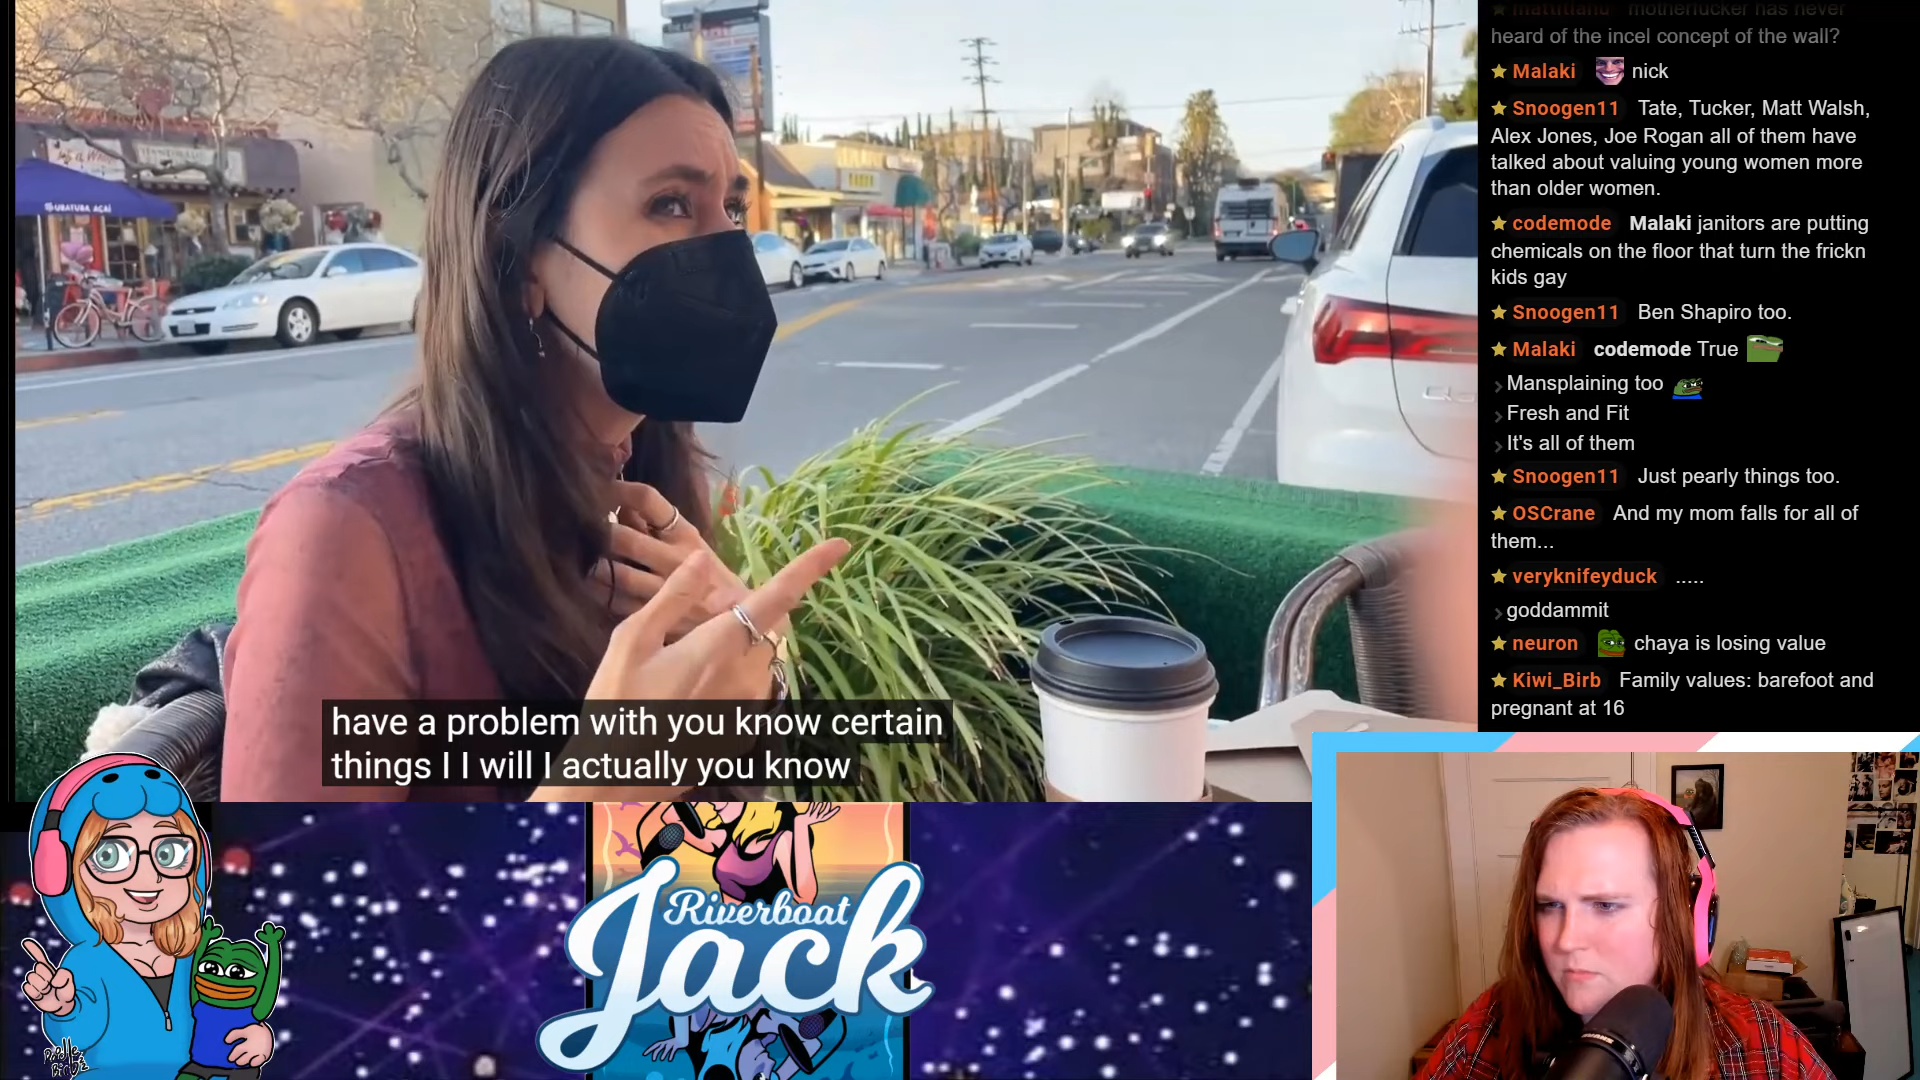 UBATUBA AÇAÍ
have a problem with you know certain
things I I will I actually you know
motherfucker has never
heard of the incel concept of the wall?
Malaki nick
Snoogen11 Tate, Tucker, Matt Walsh,
Alex Jones, Joe Rogan all of them have
talked about valuing young women more
than older women.
codemode Malaki janitors are putting
chemicals on the floor that turn the frickn
kids gay
Snoogen11 Ben Shapiro too.
Malaki codemode True
Mansplaining too
Fresh and Fit
It's all of them
Snoogen11 Just pearly things too.
OSCrane And my mom falls for all of
them...
veryknifeyduck .....
goddammit
neuron chaya is losing value
Kiwi_Birb Family values: barefoot and
pregnant at 16
Riverboat
Jack